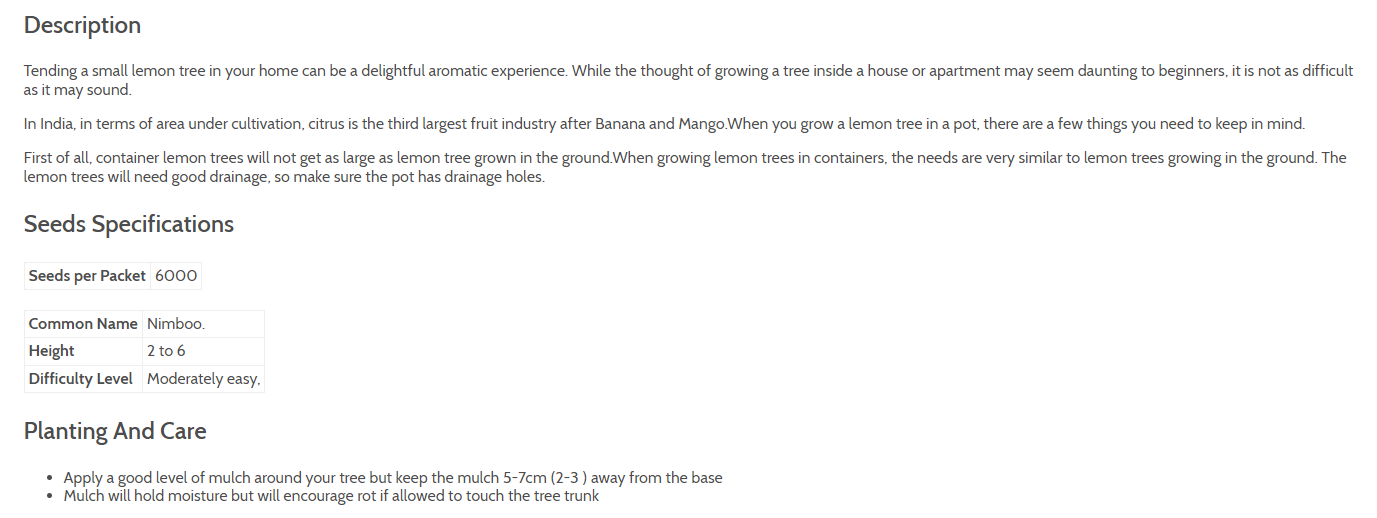 Description
Tending a small lemon tree in your home can be a delightful aromatic experience. While the thought of growing a tree inside a house or apartment may seem daunting to beginners, it is not as difficult
as it may sound.
In India, in terms of area under cultivation, citrus is the third largest fruit industry after Banana and Mango.When you grow a lemon tree in a pot, there are a few things you need to keep in mind.
First of all, container lemon trees will not get as large as lemon tree grown in the ground.When growing lemon trees in containers, the needs are very similar to lemon trees growing in the ground. The
lemon trees will need good drainage, so make sure the pot has drainage holes.
Seeds Specifications
Seeds per Packet 6000
Common Name Nimboo.
Height 2 to 6
Difficulty Level Moderately easy,
Planting And Care
• Apply a good level of mulch around your tree but keep the mulch 5-7cm (2-3 ) away from the base
• Mulch will hold moisture but will encourage rot if allowed to touch the tree trunk